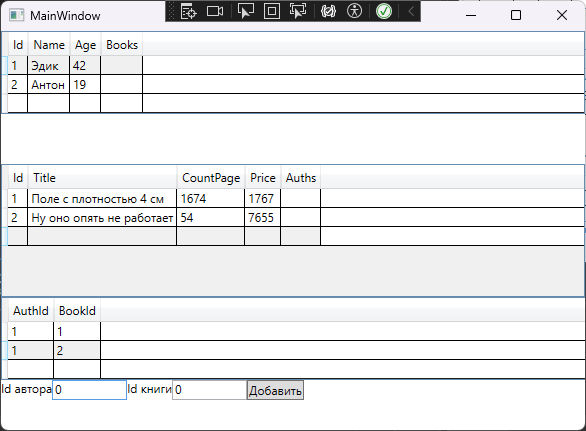 MainWindow
Id Name Age Books
1 Эдик 42
2 Антон 19
Id Title CountPage Price Auths
1 Поле с плотностью 4 см 1674 1767
2 Ну оно опять не работает 54 7655
AuthId BookId
1 1
1 2
Id автора 0 Id книги 0 Добавить